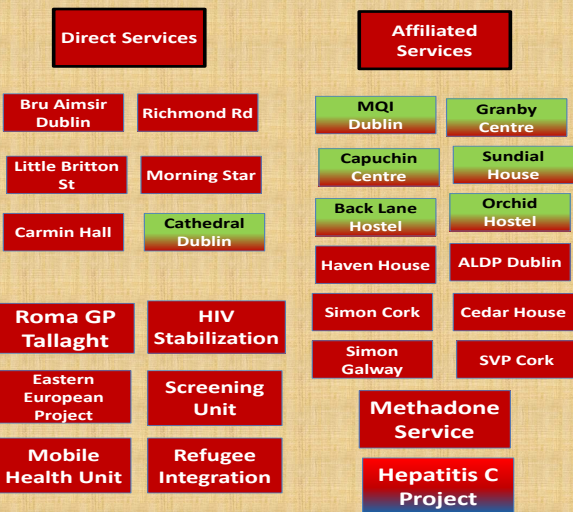 Direct Services
Bru Aimsir
Dublin
Richmond Rd
Little Britton
St
Morning Star
Carmin Hall
Cathedral
Dublin
Roma GP
Tallaght
HIV
Stabilization
Eastern
European
Project
Screening
Unit
Mobile
Health Unit
Refugee
Integration
Affiliated
Services
MQI
Dublin
Granby
Centre
Capuchin
Centre
Sundial
House
Back Lane
Hostel
Orchid
Hostel
Haven House
ALDP Dublin
Simon Cork
Cedar House
Simon
Galway
SVP Cork
Methadone
Service
Hepatitis C
Project